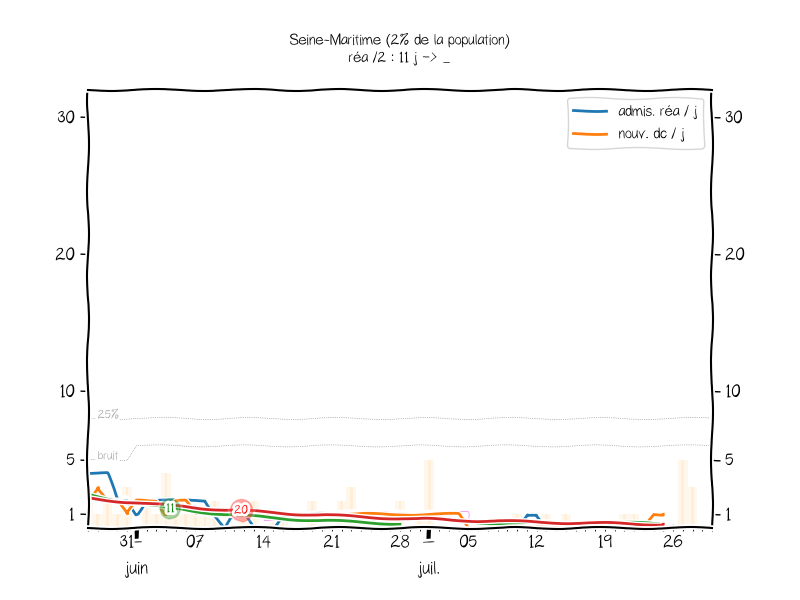 Seine-Maritime (2% de la population)
réa /2 : 11 j -> _
admis. réa / j
nouv. dc / j
30 30
20 20
10 10
25%
5 bruit 5
1 11 20 1
31 07 14 21 28 05 12 19 26
juin juil.